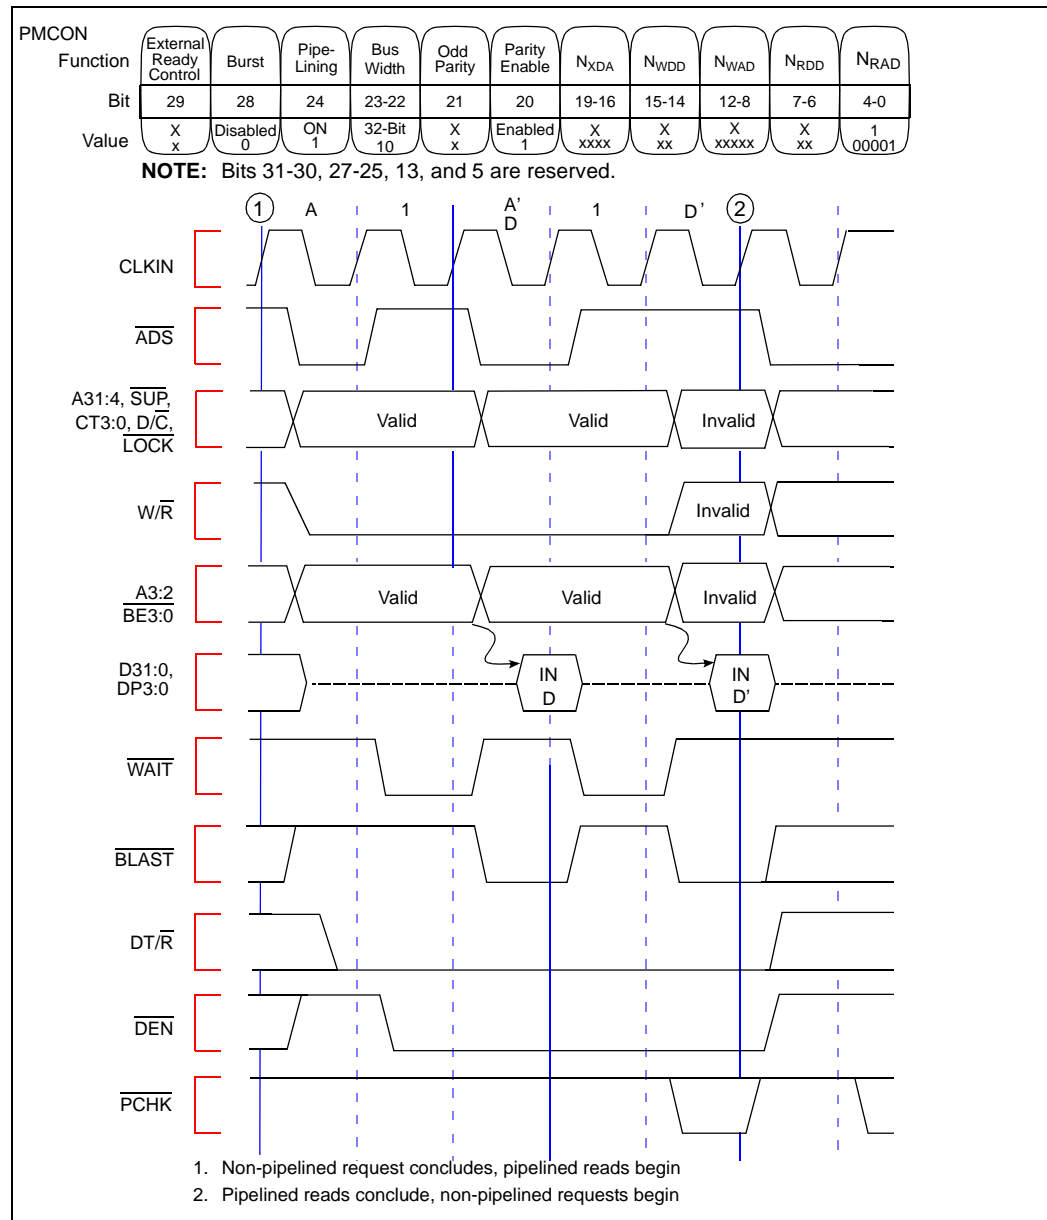 PMCON
Function
External Ready Control
Burst
Pipe-Lining
Bus Width
Odd Parity
Parity Enable
NXDA
NWDD
NWAD
NRDD
NRAD
Bit
29
28
24
23-22
21
20
19-16
15-14
12-8
7-6
4-0
Value
X
x
Disabled
0
ON
1
32-Bit
10
X
x
Enabled
1
X
xxxx
X
xx
X
xxxxx
X
xx
1
00001
NOTE: Bits 31-30, 27-25, 13, and 5 are reserved.
1 A 1 A' D 1 D' 2
CLKIN
ADS
A31:4, SUP,
CT3:0, D/C,
LOCK
Valid Valid Invalid
W/R
Invalid
A3:2
BE3:0
Valid Valid Invalid
D31:0,
DP3:0
IN
D
IN
D'
WAIT
BLAST
DT/R
DEN
PCHK
1. Non-pipelined request concludes, pipelined reads begin
2. Pipelined reads conclude, non-pipelined requests begin